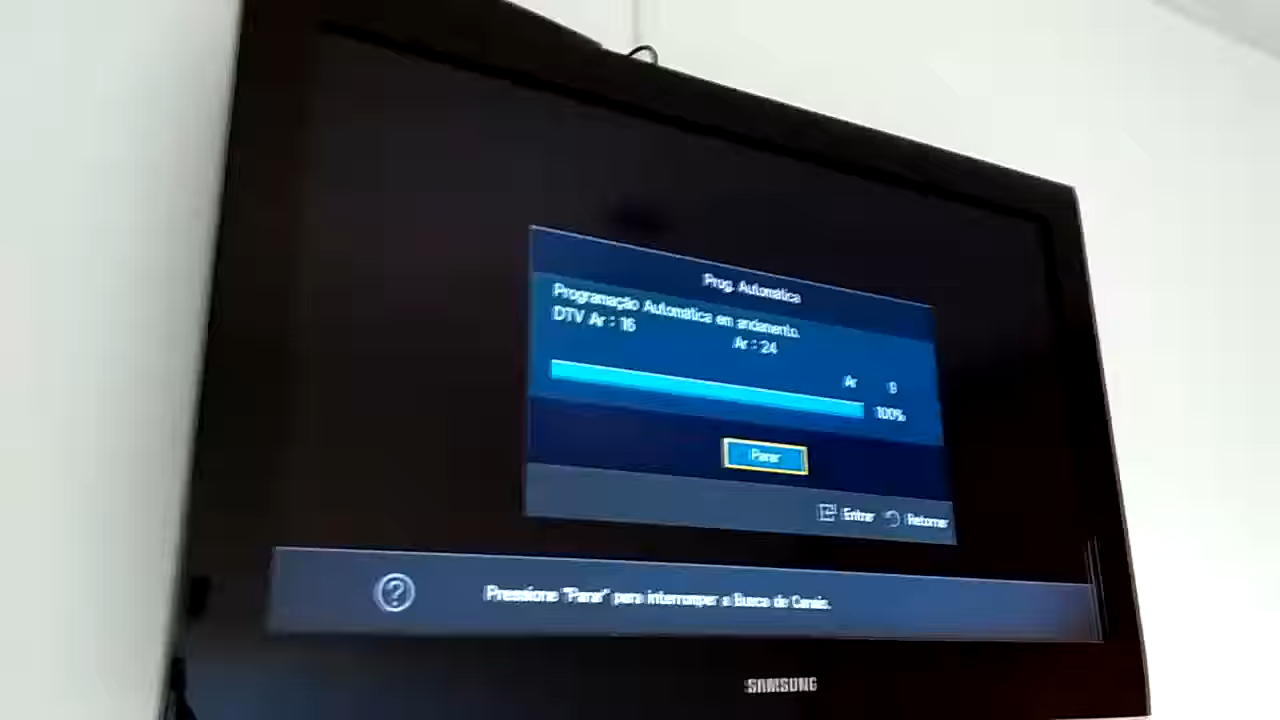 Prog. Automática
Programação Automática em andamento.
DTV Ar : 16
Ar : 24
Ar
100%
Parar
Entrar Retornar
Pressione "Parar" para interromper a Busca de Canais.
SAMSUNG